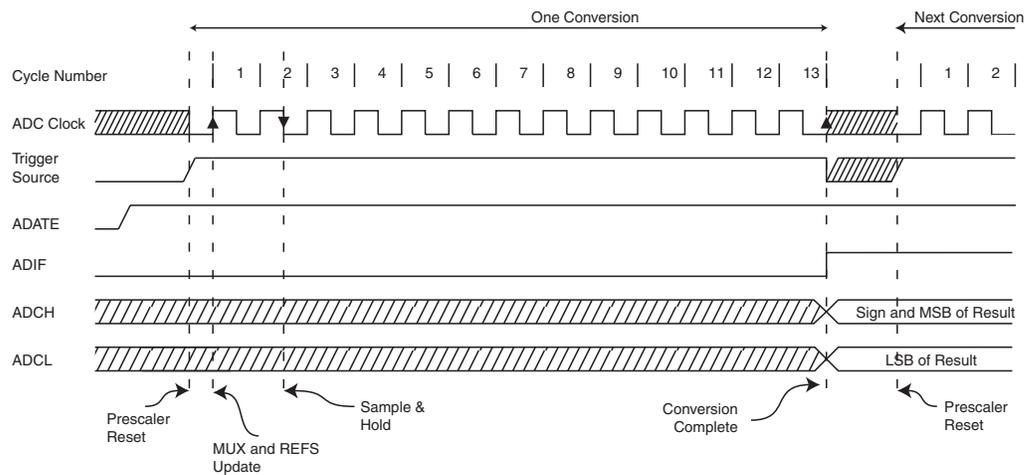 One Conversion
Next Conversion
Cycle Number
1 2 3 4 5 6 7 8 9 10 11 12 13 1 2
ADC Clock
Trigger
Source
ADATE
ADIF
ADCH
Sign and MSB of Result
ADCL
LSB of Result
Prescaler
Reset
MUX and REFS
Update
Sample &
Hold
Conversion
Complete
Prescaler
Reset